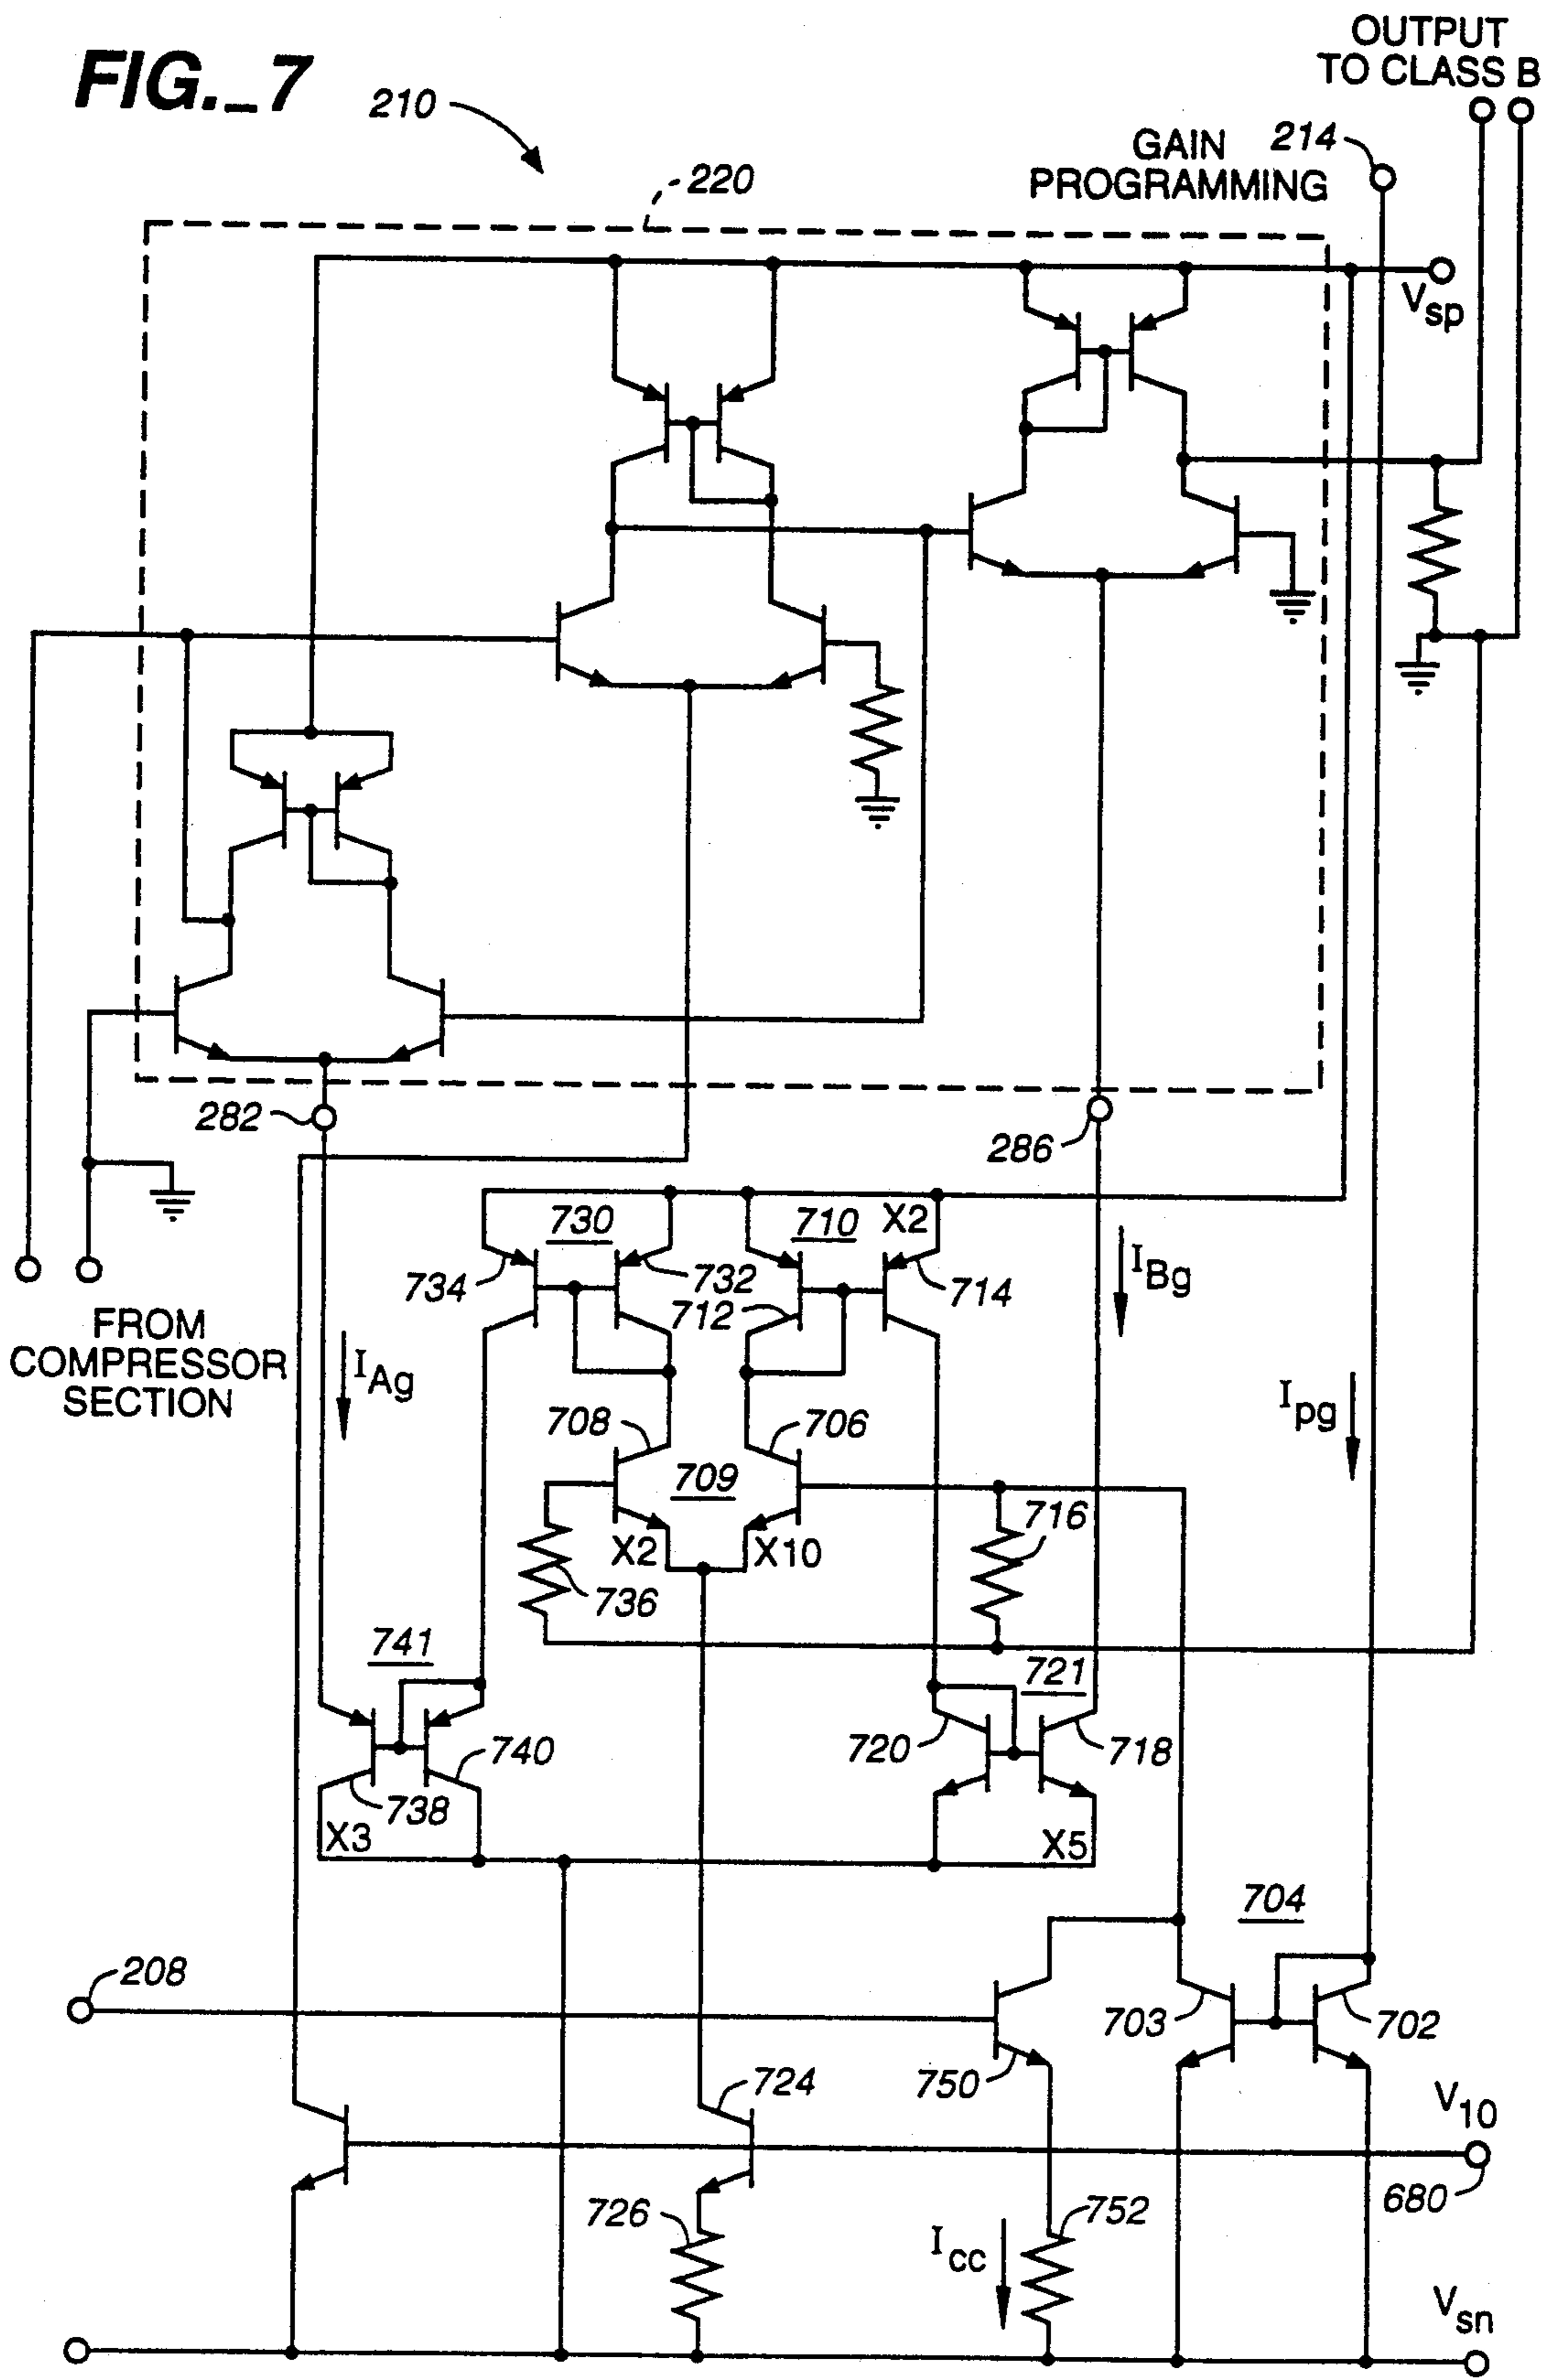 FIG._7
210
220
OUTPUT
TO CLASS B
GAIN
PROGRAMMING
214
Vsp
282
286
FROM
COMPRESSOR
SECTION
IAg
730
710
X2
734
732
712
714
IBg
Ipg
708
706
709
X2
X10
716
736
741
721
740
738
X3
720
718
X5
704
208
703
702
750
724
V10
680
726
752
Icc
Vsn